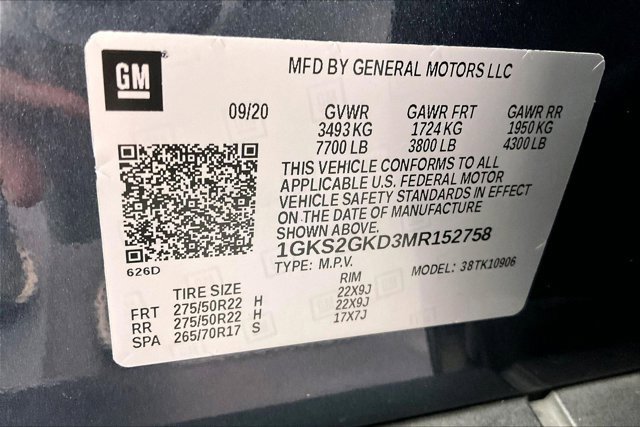 GM
MFD BY GENERAL MOTORS LLC
09/20 GVWR GAWR FRT GAWR RR
3493 KG 1724 KG 1950 KG
7700 LB 3800 LB 4300 LB
THIS VEHICLE CONFORMS TO ALL
APPLICABLE U.S. FEDERAL MOTOR
VEHICLE SAFETY STANDARDS IN EFFECT
ON THE DATE OF MANUFACTURE
SHOWN ABOVE.
1GKS2GKD3MR152758
626D
TYPE: M.P.V. MODEL: 38TK10906
TIRE SIZE RIM
FRT 275/50R22 H 22X9J
RR 275/50R22 H 22X9J
SPA 265/70R17 S 17X7J